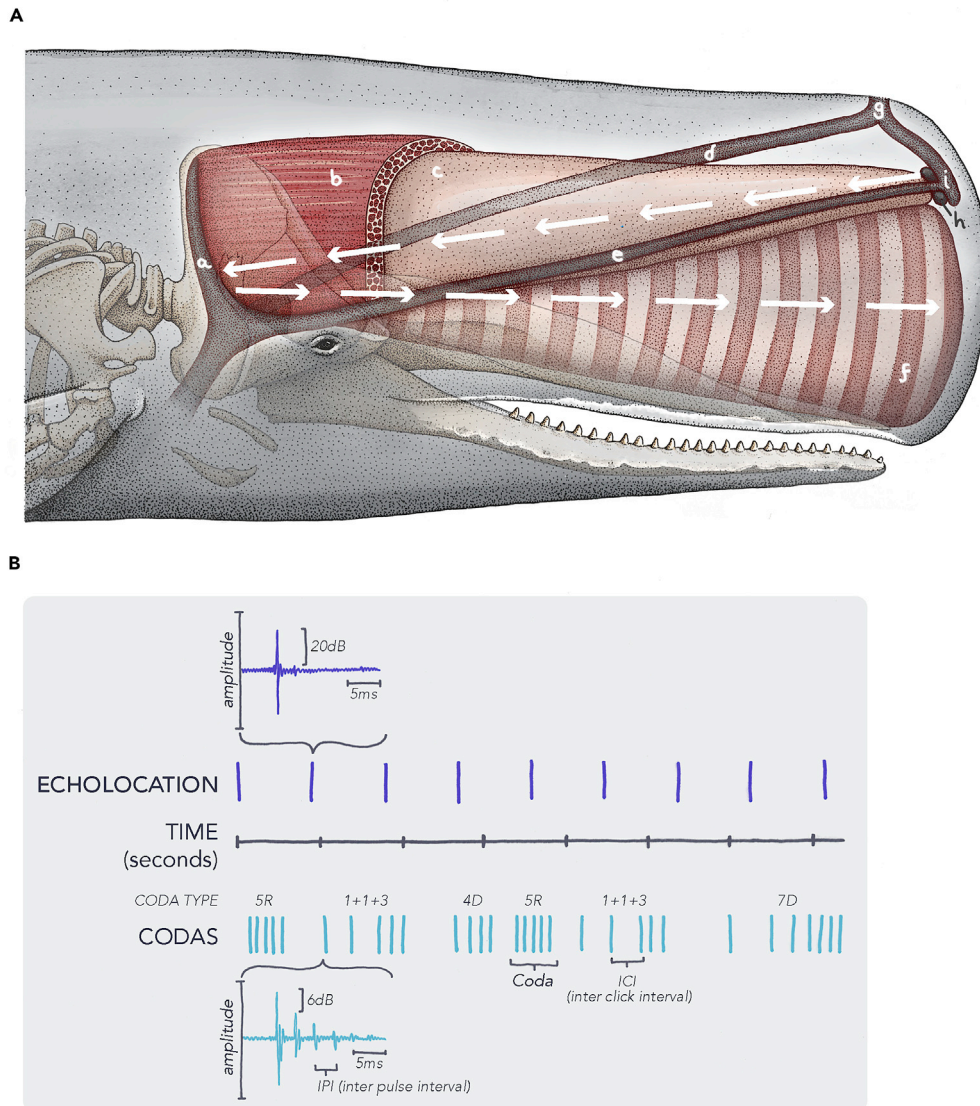 A
g
d
b
c
i
h
a
e
f
B
amplitude
20dB
5ms
ECHOLOCATION
TIME
(seconds)
CODA TYPE 5R 1+1+3 4D 5R 1+1+3 7D
CODAS
Coda ICI
(inter click interval)
amplitude
6dB
5ms
IPI (inter pulse interval)